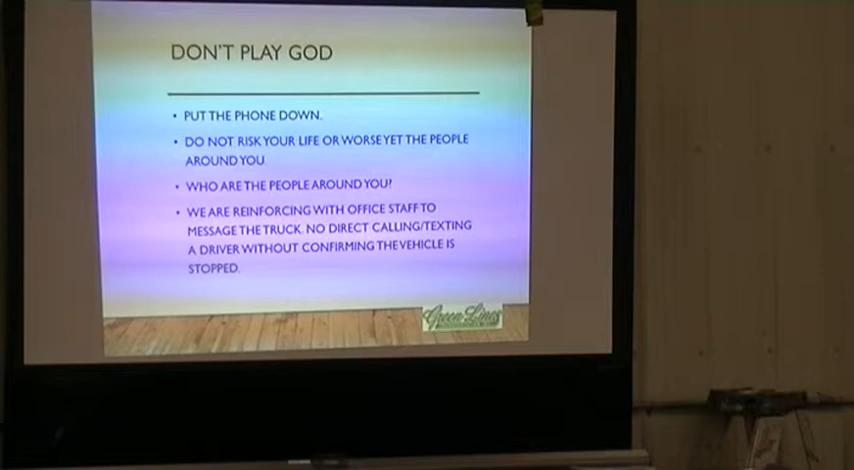 DON'T PLAY GOD
• PUT THE PHONE DOWN.
• DO NOT RISK YOUR LIFE OR WORSE YET THE PEOPLE
AROUND YOU.
• WHO ARE THE PEOPLE AROUND YOU?
• WE ARE REINFORCING WITH OFFICE STAFF TO
MESSAGE THE TRUCK. NO DIRECT CALLING/TEXTING
A DRIVER WITHOUT CONFIRMING THE VEHICLE IS
STOPPED.
Green Lines